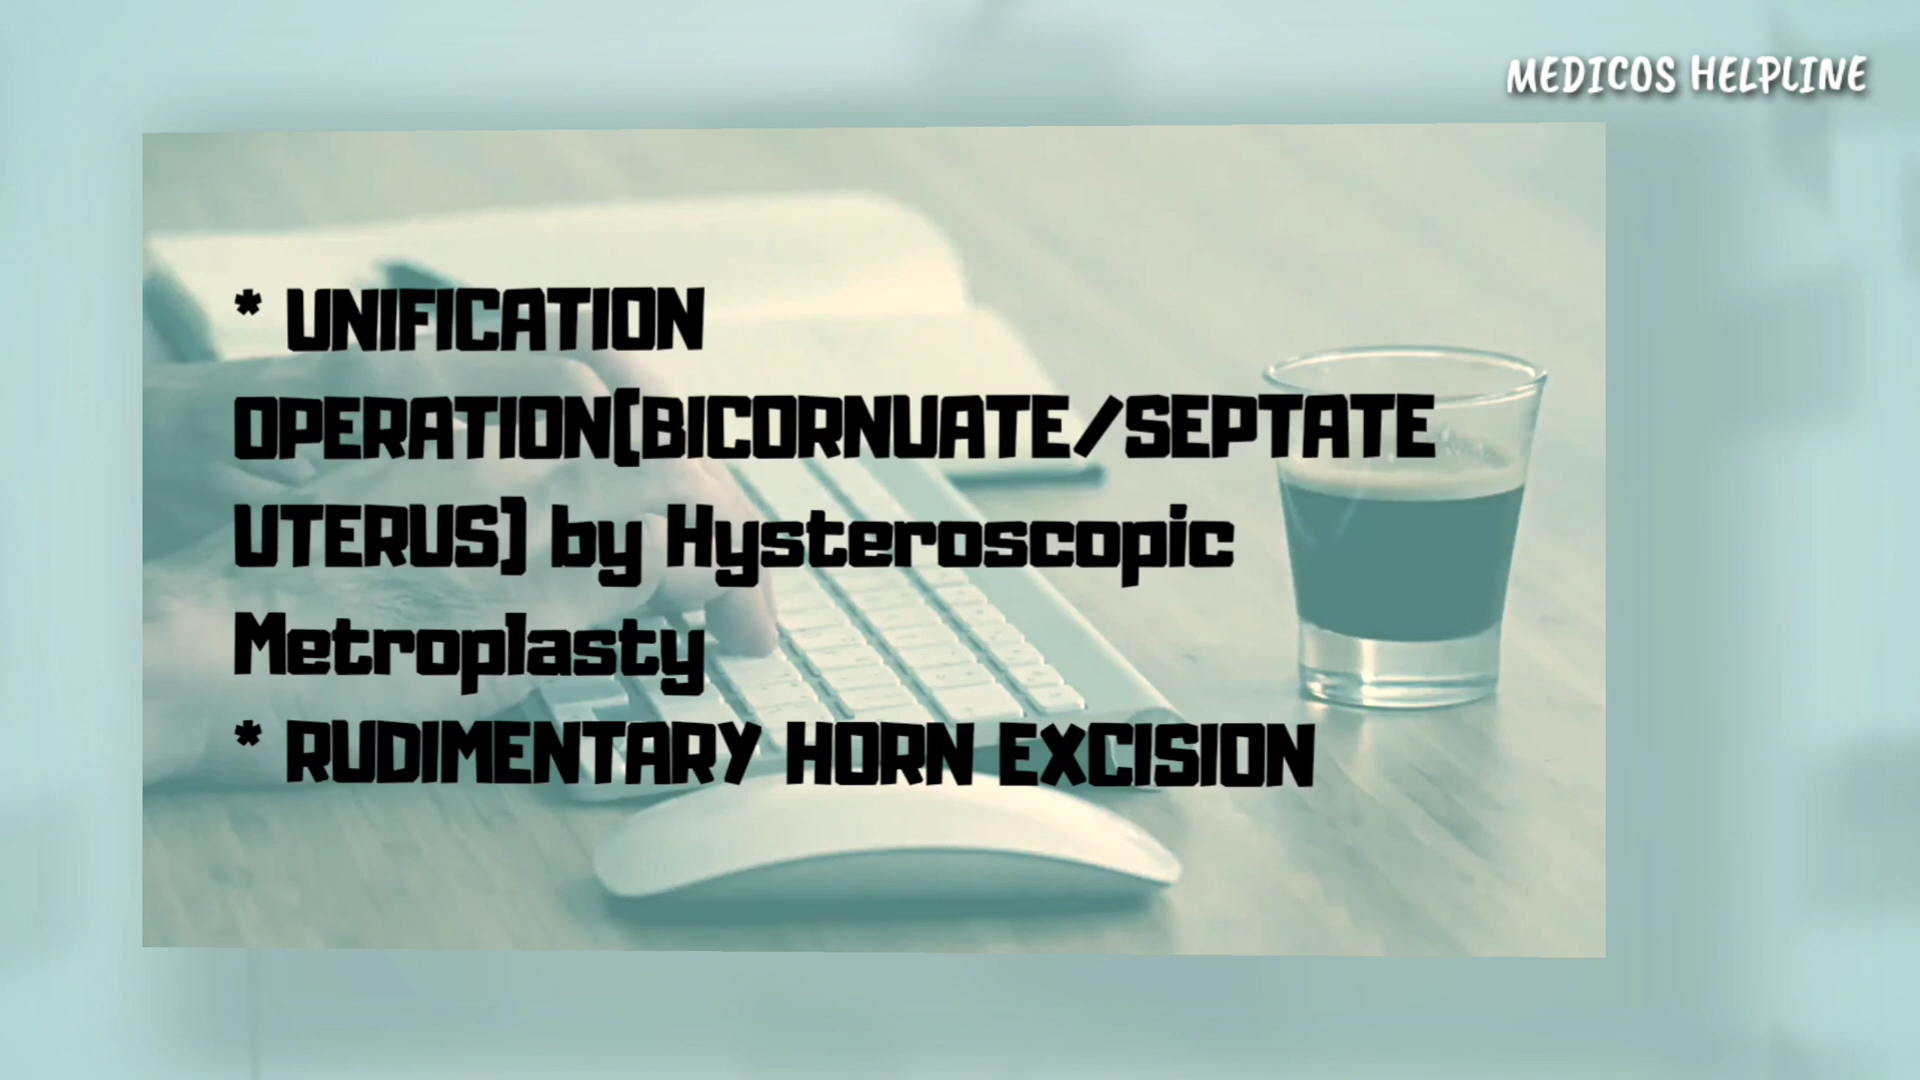 MEDICOS HELPLINE
* UNIFICATION
OPERATION(BICORNUATE/SEPTATE
UTERUS) by Hysteroscopic
Metroplasty
* RUDIMENTARY HORN EXCISION